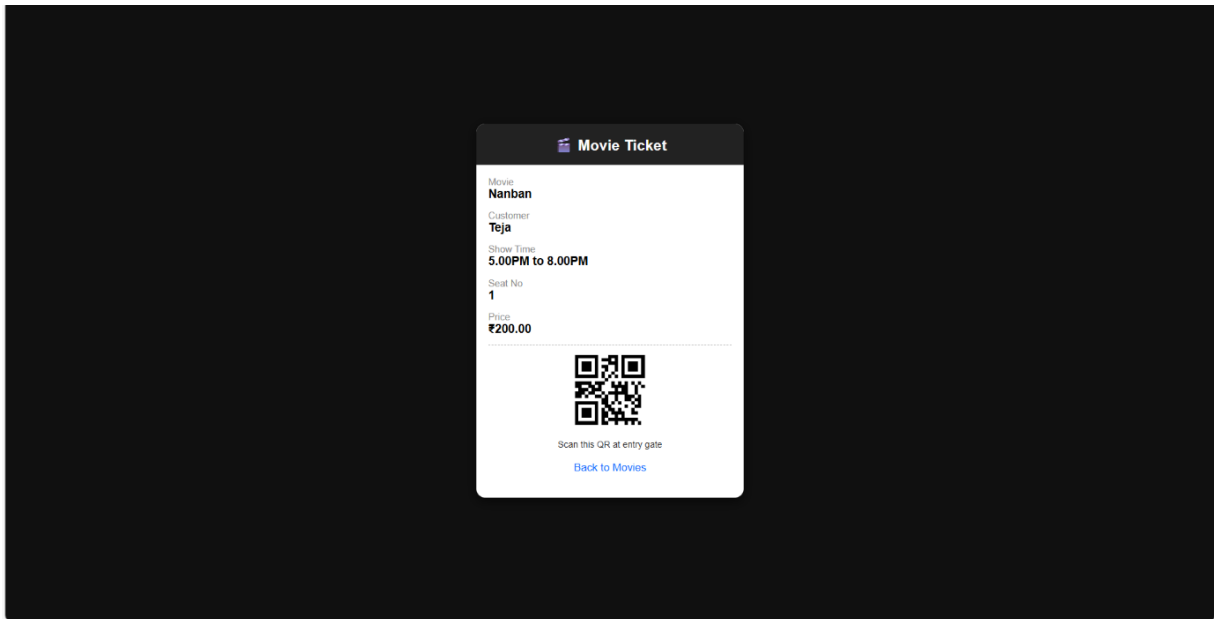 Movie Ticket
Movie
Nanban
Customer
Teja
Show Time
5.00PM to 8.00PM
Seat No
1
Price
₹200.00
Scan this QR at entry gate
Back to Movies